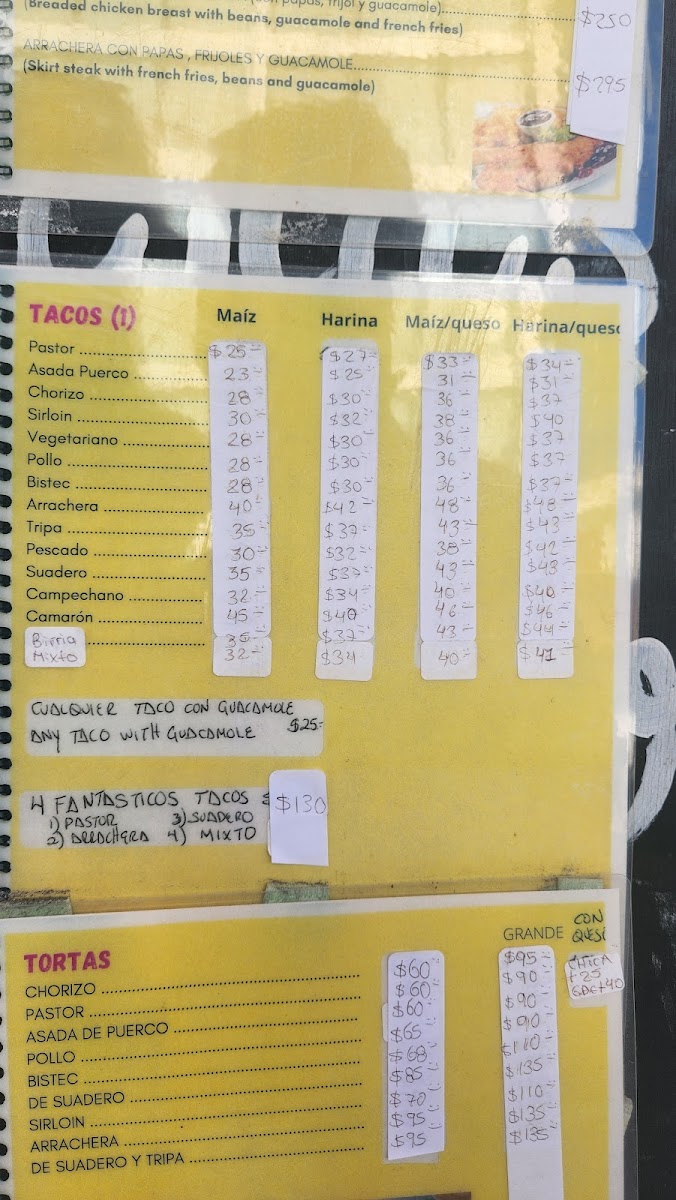 (Breaded chicken breast with beans, guacamole and french fries) $250
ARRACHERA CON PAPAS , FRIJOLES Y GUACAMOLE
(Skirt steak with french fries, beans and guacamole) $295
TACOS (1) Maíz Harina Maíz/queso Harina/queso
Pastor $25 $27 $33 $34
Asada Puerco 23 $25 31 $31
Chorizo 28 $30 36 $37
Sirloin 30 $32 38 $40
Vegetariano 28 $30 36 $37
Pollo 28 $30 36 $37
Bistec 28 $30 36 $37
Arrachera 40 $42 48 $48
Tripa 35 $37 43 $43
Pescado 30 $32 38 $42
Suadero 35 $37 43 $43
Campechano 32 $34 40 $40
Camarón 45 46 $46
Birria 35 $37 43 $44
Mixto 32 $34 40 $41
CUALQUIER TACO CON GUACAMOLE
ANY TACO WITH GUACAMOLE $25
4 FANTASTICOS TACOS $ $130
1) PASTOR 3) SUADERO
2) ARRACHERA 4) MIXTO
TORTAS GRANDE CON QUESO
CHORIZO $60 $95
PASTOR $60 $90
ASADA DE PUERCO $60 $90
POLLO $65 $90
BISTEC $68 $110
DE SUADERO $85 $135
SIRLOIN $70 $110
ARRACHERA $95 $135
DE SUADERO Y TRIPA $95 $135
CHICA
+25